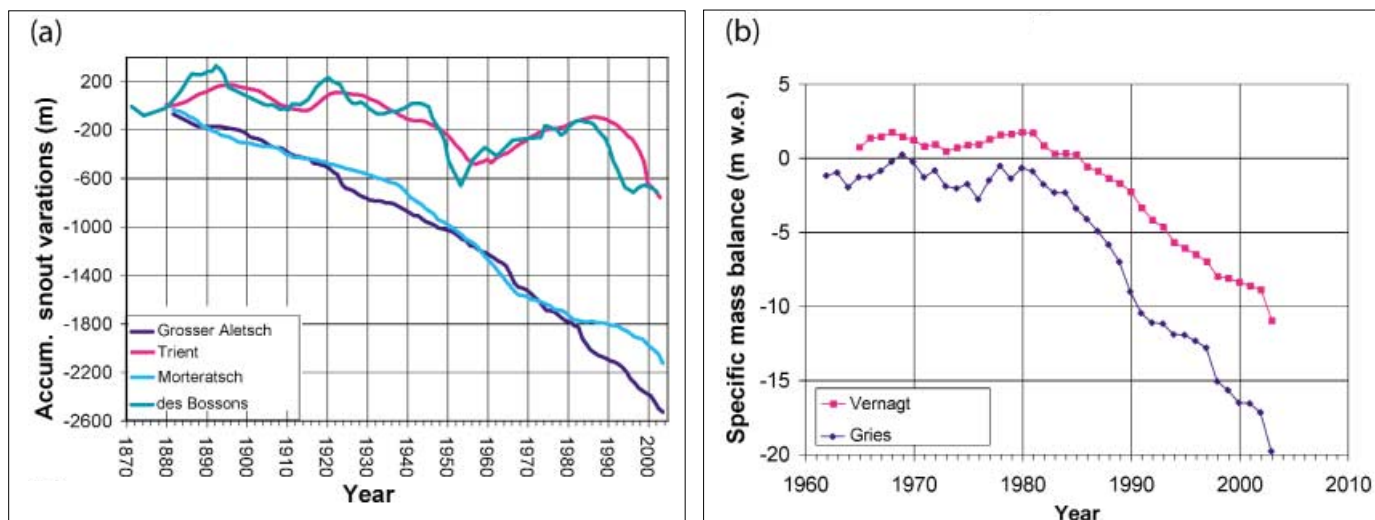 (a)
Accum. snout varations (m)
200
-200
-600
-1000
-1400
-1800
-2200
-2600
Grosser Aletsch
Trient
Morteratsch
des Bossons
1870
1880
1890
1900
1910
1920
1930
1940
1950
1960
1970
1980
1990
2000
Year
(b)
Specific mass balance (m w.e.)
5
0
-5
-10
-15
-20
Vernagt
Gries
1960
1970
1980
1990
2000
2010
Year